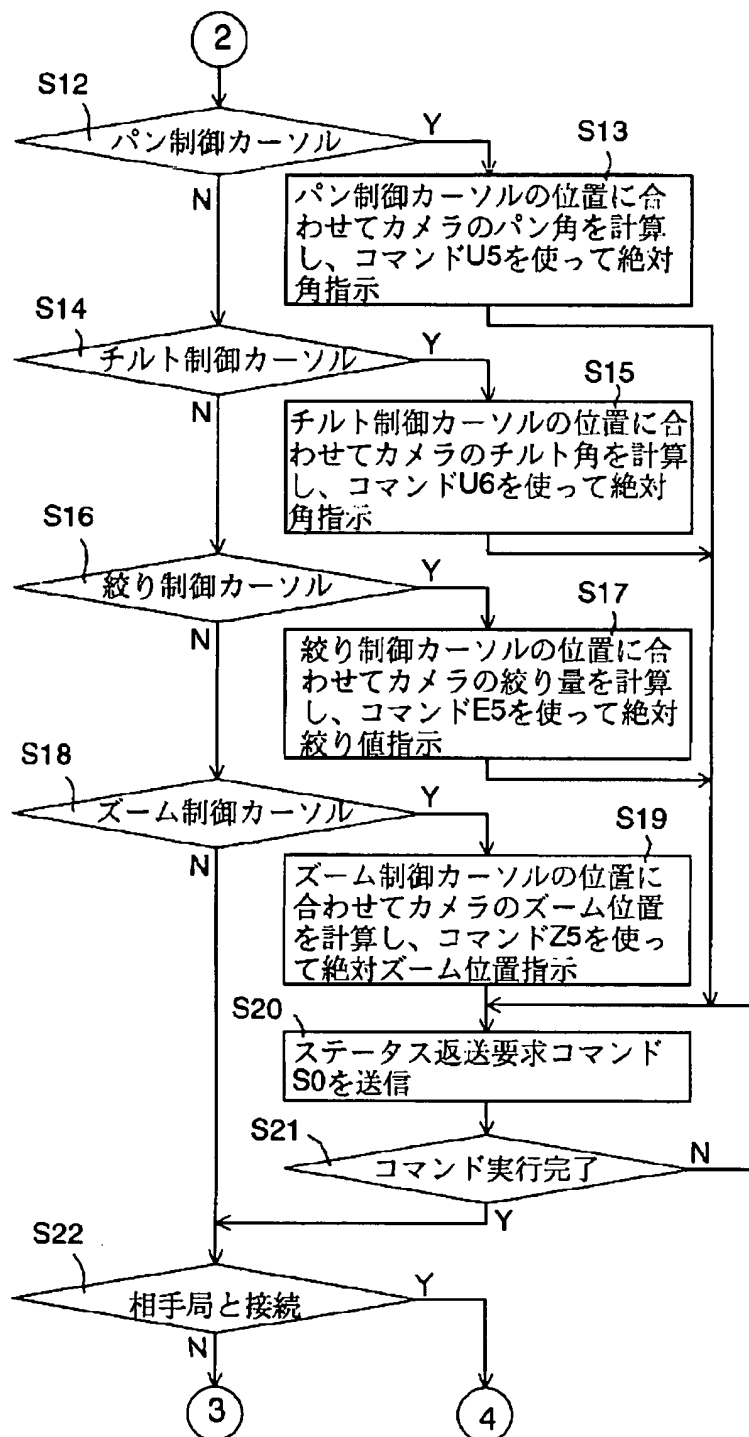 2
S12
パン制御カーソル
Y
N
S13
パン制御カーソルの位置に合
わせてカメラのパン角を計算
し、コマンドU5を使って絶対
角指示
S14
チルト制御カーソル
Y
N
S15
チルト制御カーソルの位置に合
わせてカメラのチルト角を計算
し、コマンドU6を使って絶対
角指示
S16
絞り制御カーソル
Y
N
S17
絞り制御カーソルの位置に合
わせてカメラの絞り量を計算
し、コマンドE5を使って絶対
絞り値指示
S18
ズーム制御カーソル
Y
N
S19
ズーム制御カーソルの位置に
合わせてカメラのズーム位置
を計算し、コマンドZ5を使っ
て絶対ズーム位置指示
S20
ステータス返送要求コマンド
S0を送信
S21
コマンド実行完了
N
Y
S22
相手局と接続
Y
N
3
4